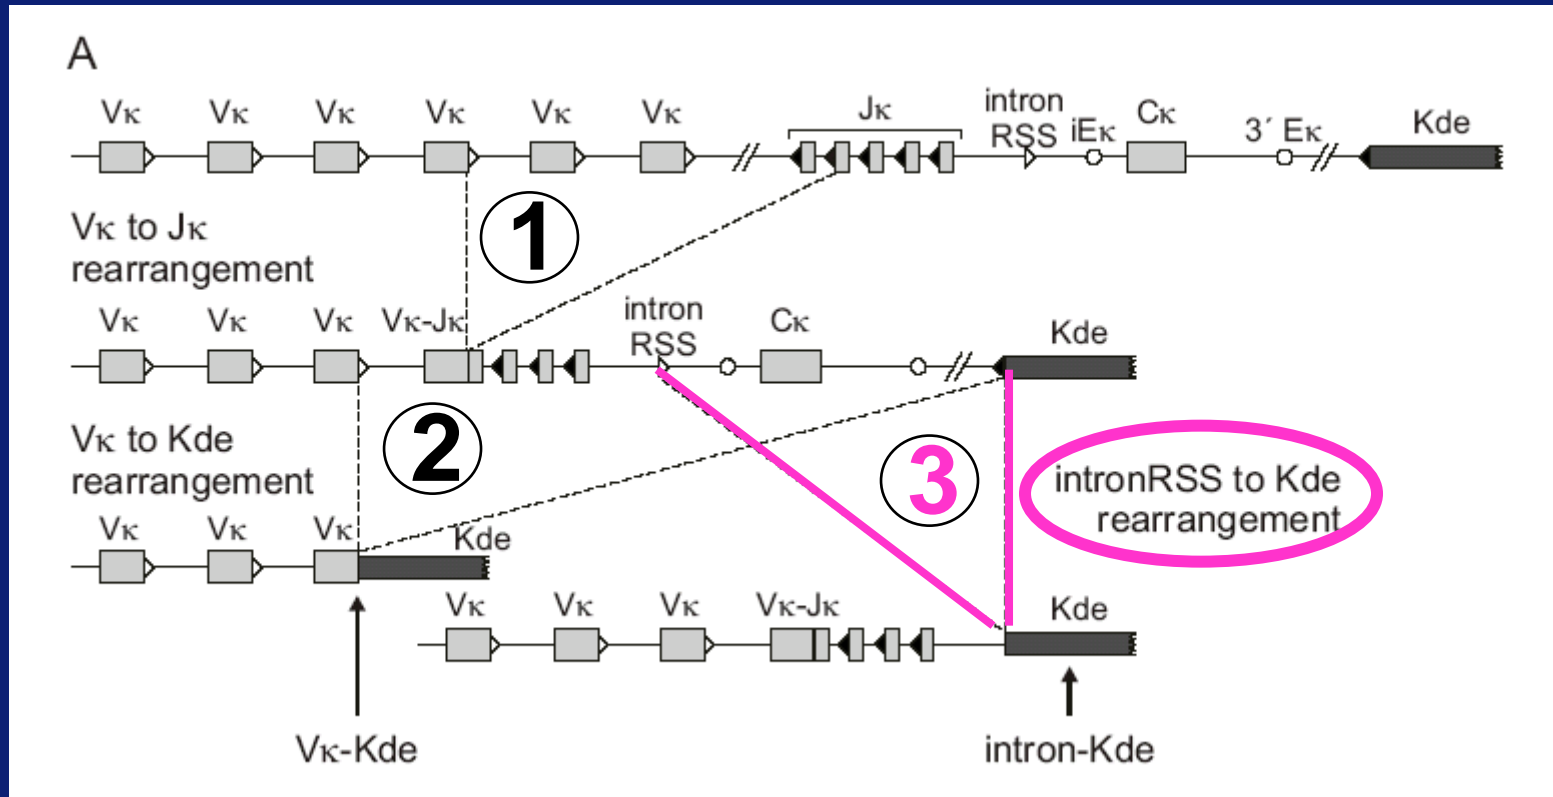 A
Vκ Vκ Vκ Vκ Vκ Vκ Jκ intron RSS iEκ Cκ 3´ Eκ Kde
1
Vκ to Jκ
rearrangement
Vκ Vκ Vκ Vκ-Jκ intron RSS Cκ Kde
2
Vκ to Kde
rearrangement
3
intronRSS to Kde
rearrangement
Vκ Vκ Vκ Kde
Vκ Vκ Vκ Vκ-Jκ Kde
Vκ-Kde
intron-Kde